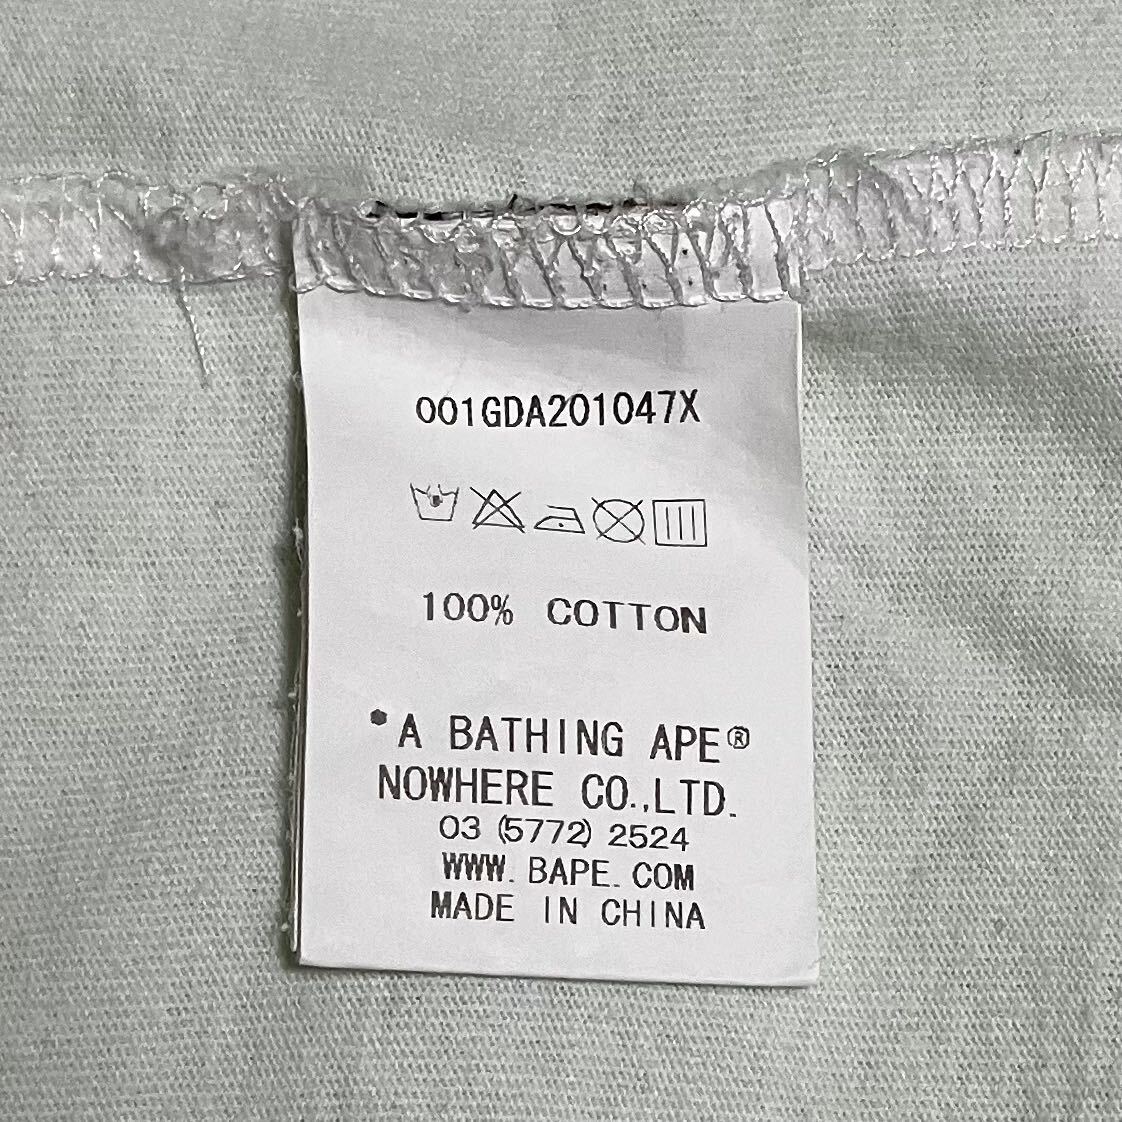 001GDA201047X
100% COTTON
*A BATHING APE®
NOWHERE CO.,LTD.
03 (5772) 2524
WWW. BAPE. COM
MADE IN CHINA